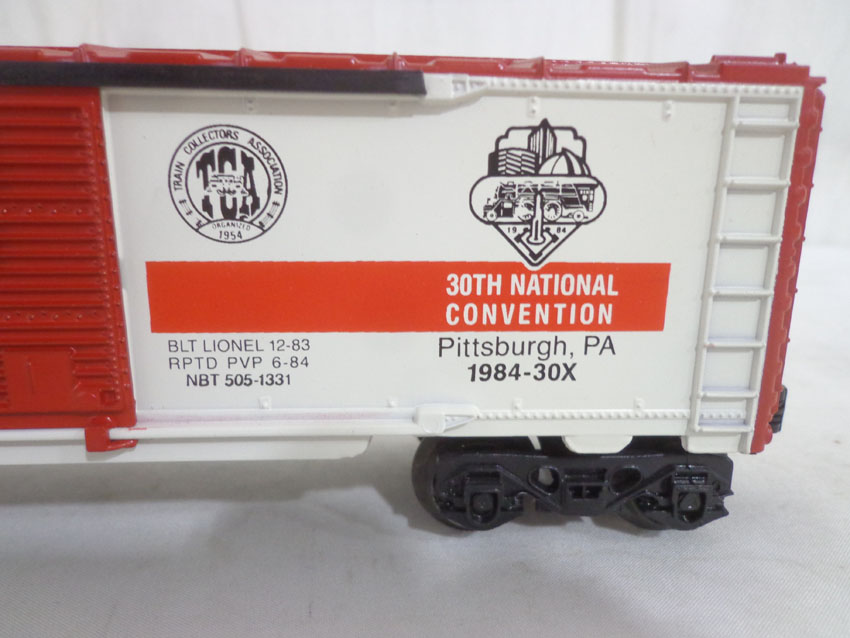 TRAIN COLLECTORS ASSOCIATION
TCA
ORGANIZED
1954
19 84
30TH NATIONAL
CONVENTION
BLT LIONEL 12-83
RPTD PVP 6-84
NBT 505-1331
Pittsburgh, PA
1984-30X